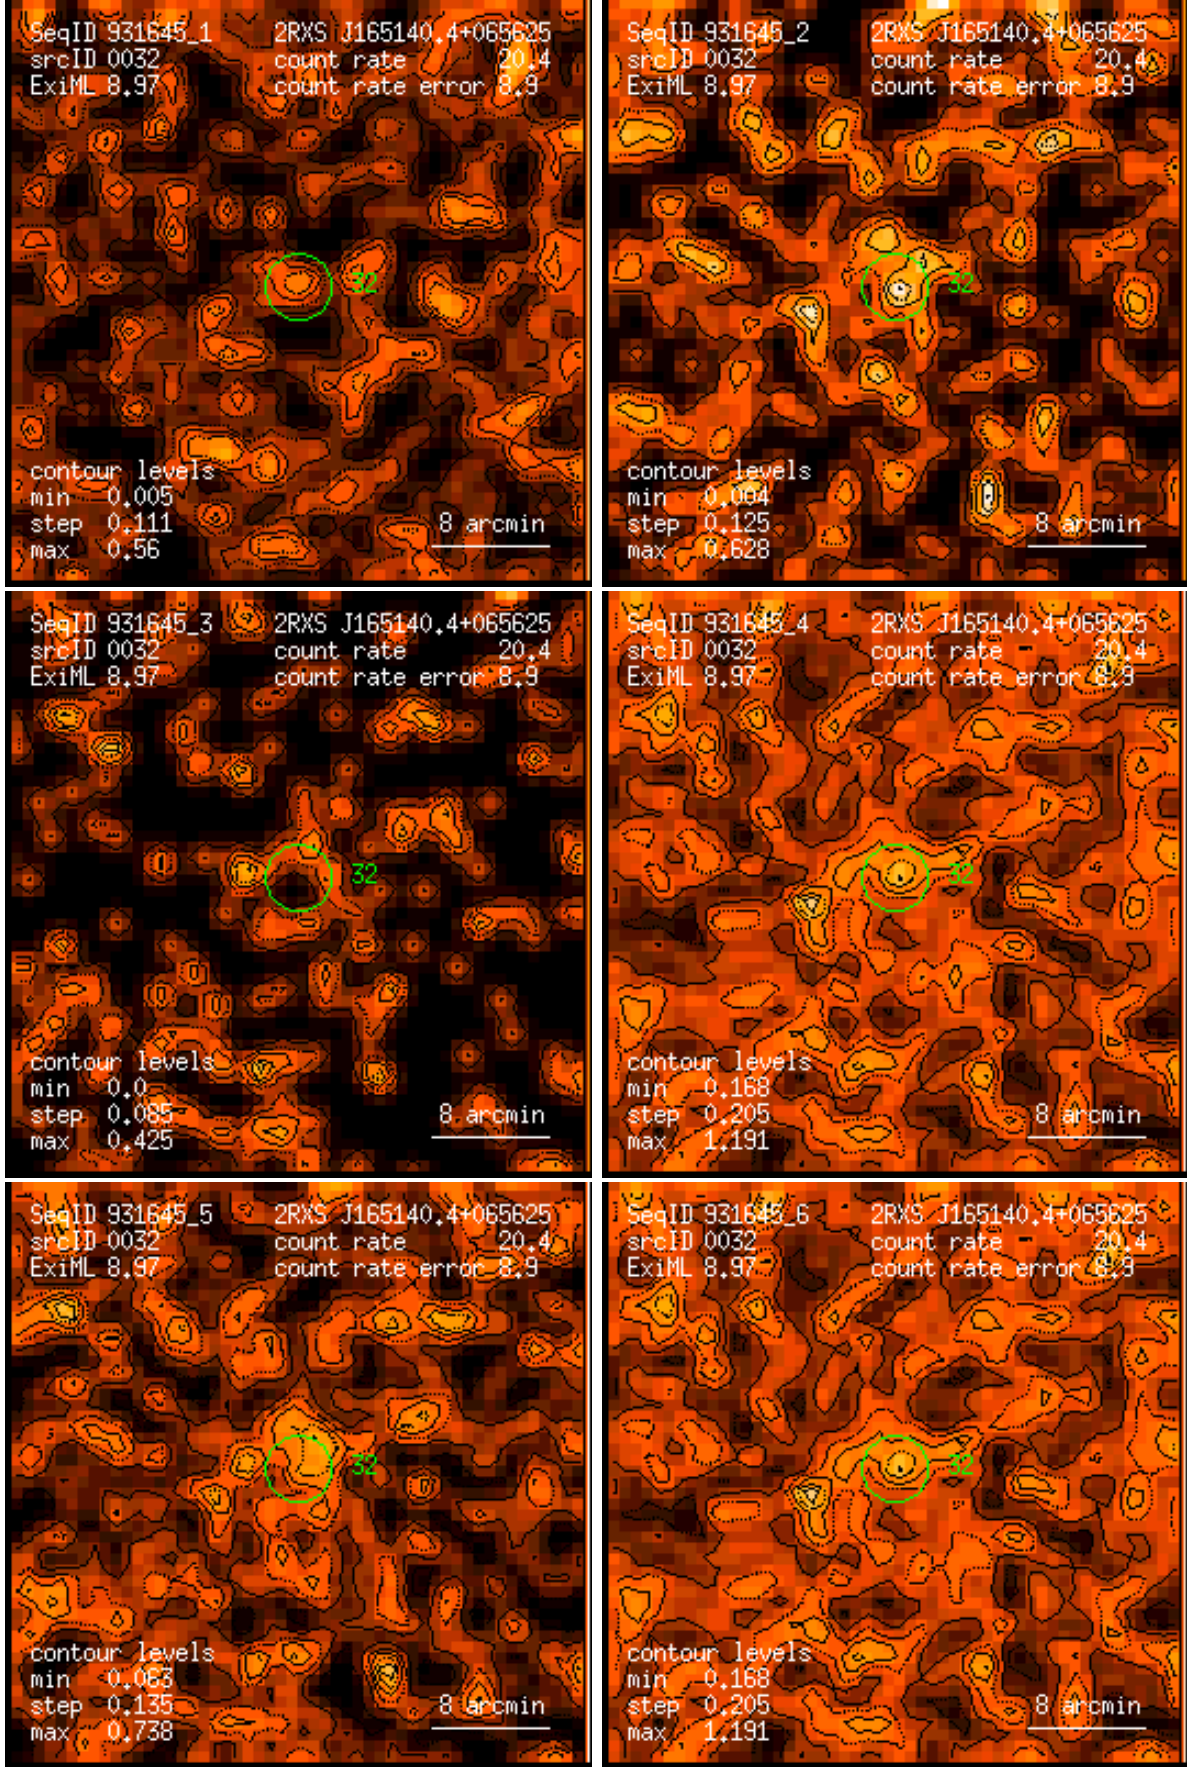 SeqID 931645_1 2RXS J165140.4+065625
srcID 0032 count rate 20.4
ExiML 8.97 count rate error 8.9
32
contour levels
min 0.005
step 0.111
max 0.56
8 arcmin
SeqID 931645_2 2RXS J165140.4+065625
srcID 0032 count rate 20.4
ExiML 8.97 count rate error 8.9
32
contour levels
min 0.004
step 0.125
max 0.628
8 arcmin
SeqID 931645_3 2RXS J165140.4+065625
srcID 0032 count rate 20.4
ExiML 8.97 count rate error 8.9
32
contour levels
min 0.0
step 0.085
max 0.425
8 arcmin
SeqID 931645_4 2RXS J165140.4+065625
srcID 0032 count rate 20.4
ExiML 8.97 count rate error 8.9
32
contour levels
min 0.168
step 0.205
max 1.191
8 arcmin
SeqID 931645_5 2RXS J165140.4+065625
srcID 0032 count rate 20.4
ExiML 8.97 count rate error 8.9
32
contour levels
min 0.063
step 0.135
max 0.738
8 arcmin
SeqID 931645_6 2RXS J165140.4+065625
srcID 0032 count rate 20.4
ExiML 8.97 count rate error 8.9
32
contour levels
min 0.168
step 0.205
max 1.191
8 arcmin